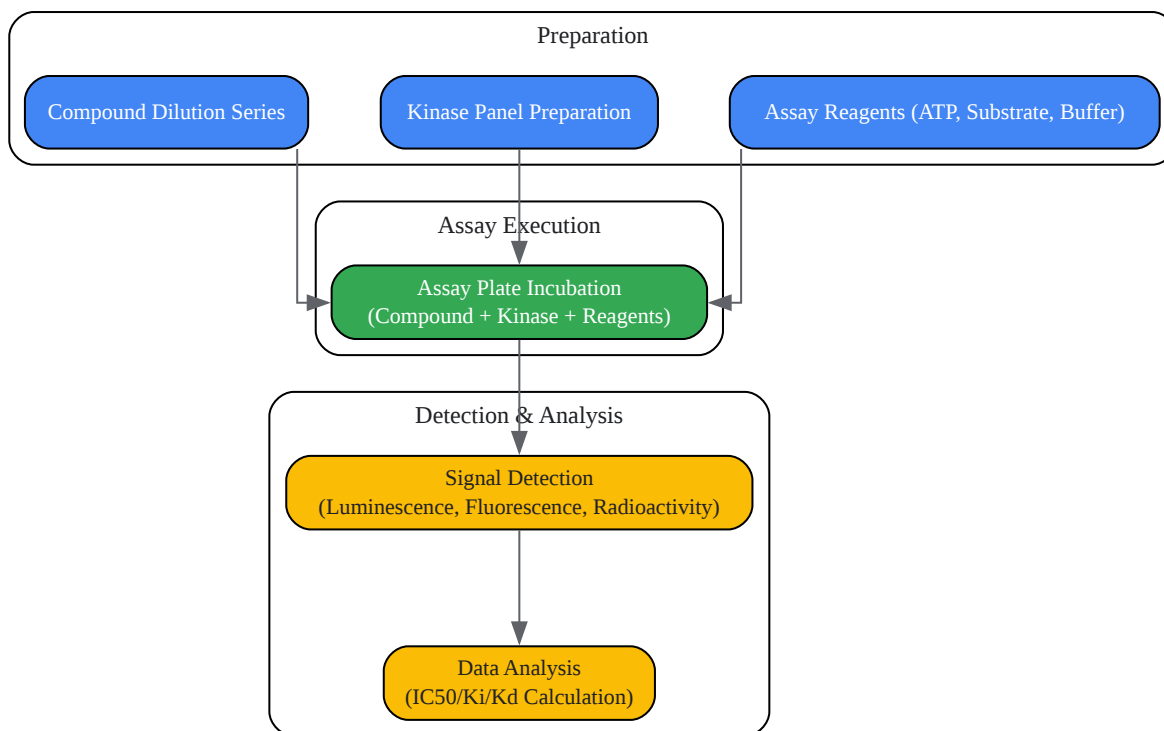 Preparation
Compound Dilution Series
Kinase Panel Preparation
Assay Reagents (ATP, Substrate, Buffer)
Assay Execution
Assay Plate Incubation
(Compound + Kinase + Reagents)
Detection & Analysis
Signal Detection
(Luminescence, Fluorescence, Radioactivity)
Data Analysis
(IC50/Ki/Kd Calculation)